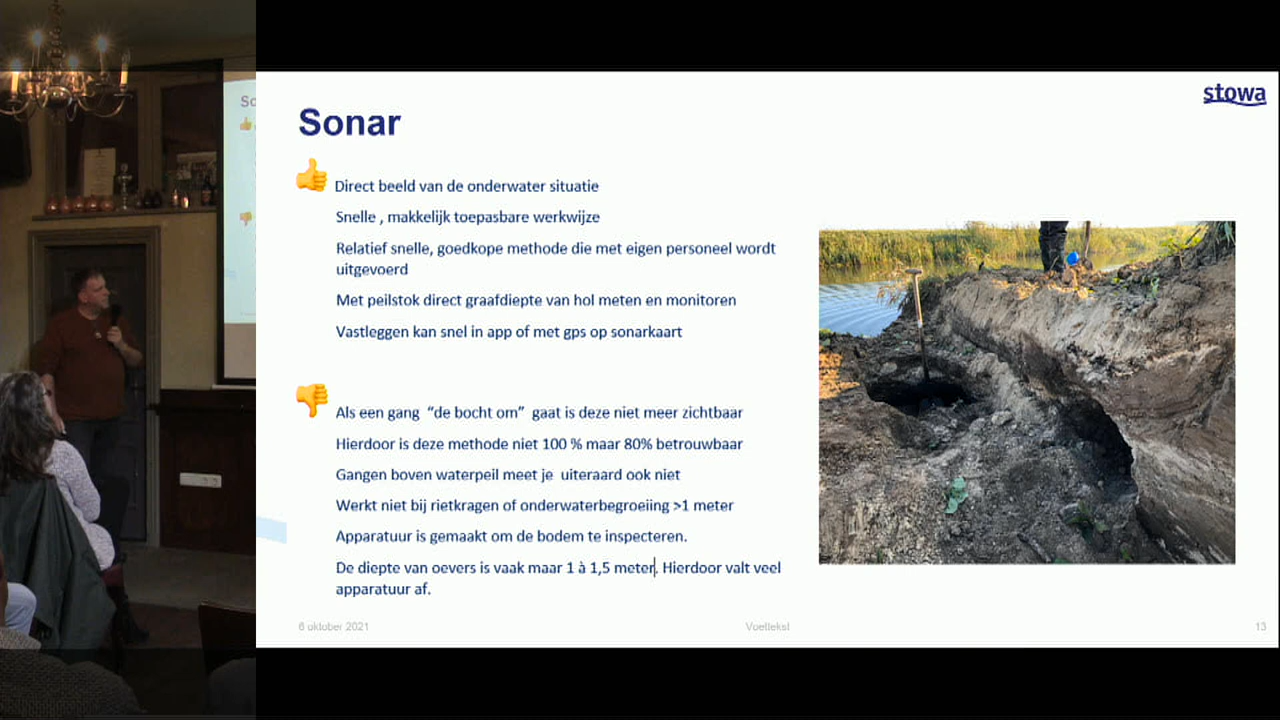 stowa
Sonar
Direct beeld van de onderwater situatie
Snelle , makkelijk toepasbare werkwijze
Relatief snelle, goedkope methode die met eigen personeel wordt
uitgevoerd
Met peilstok direct graafdiepte van hol meten en monitoren
Vastleggen kan snel in app of met gps op sonarkaart
Als een gang “de bocht om” gaat is deze niet meer zichtbaar
Hierdoor is deze methode niet 100 % maar 80% betrouwbaar
Gangen boven waterpeil meet je uiteraard ook niet
Werkt niet bij rietkragen of onderwaterbegroeiing >1 meter
Apparatuur is gemaakt om de bodem te inspecteren.
De diepte van oevers is vaak maar 1 à 1,5 meter. Hierdoor valt veel
apparatuur af.
6 oktober 2021
Voettekst
13
So